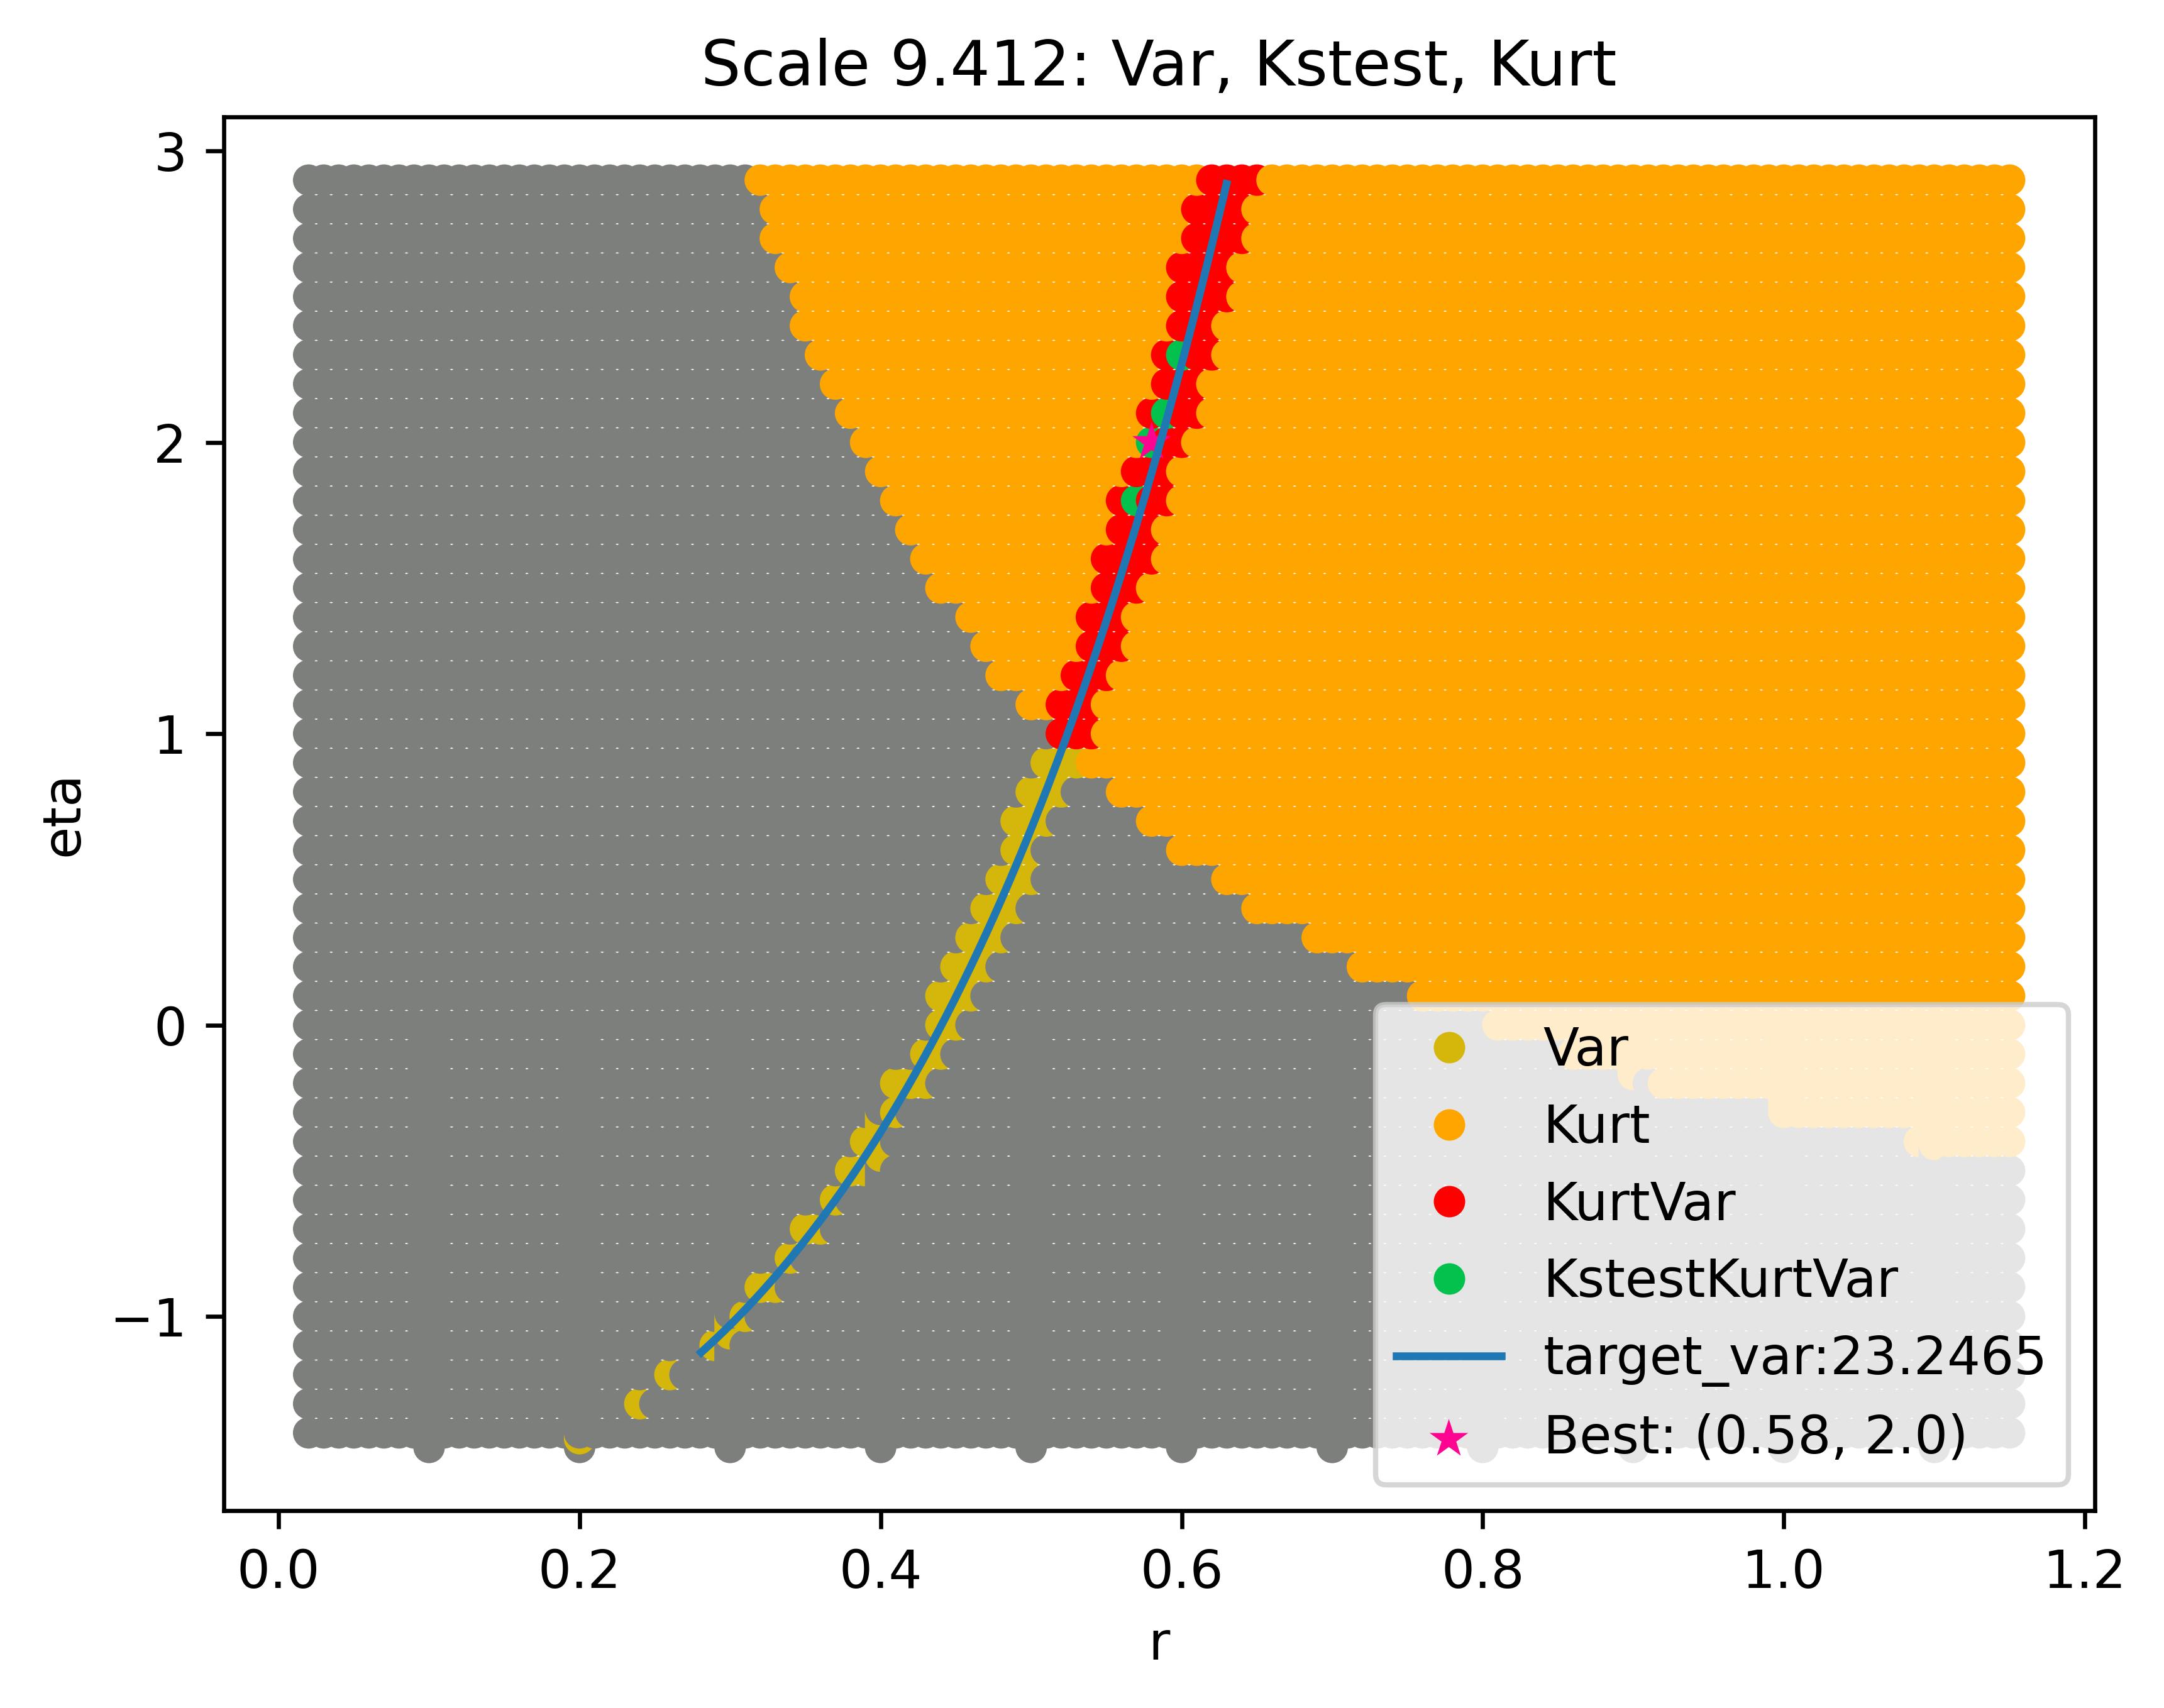 Scale 9.412: Var, Kstest, Kurt
3
2
1
0
−1
eta
Var
Kurt
KurtVar
KstestKurtVar
target_var:23.2465
Best: (0.58, 2.0)
0.0 0.2 0.4 0.6 0.8 1.0 1.2
r